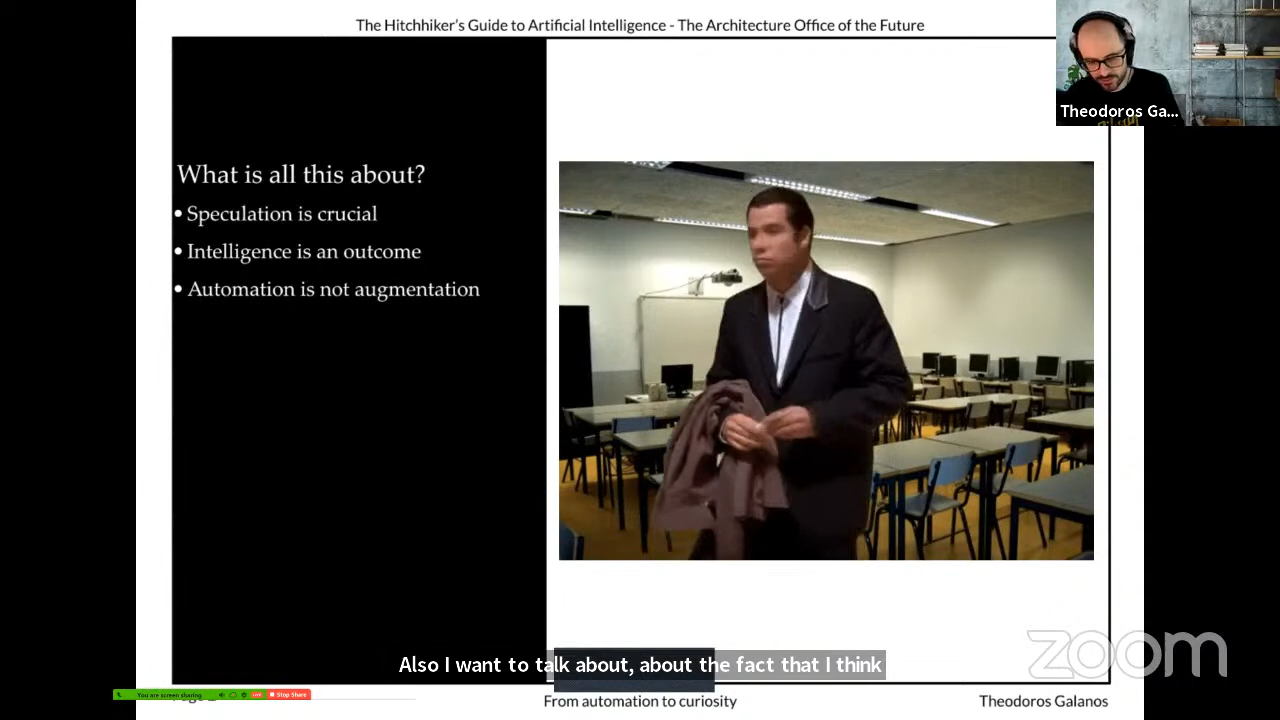 The Hitchhiker's Guide to Artificial Intelligence - The Architecture Office of the Future
Theodoros Ga...
What is all this about?
• Speculation is crucial
• Intelligence is an outcome
• Automation is not augmentation
Also I want to talk about, about the fact that I think
zoom
You are screen sharing
LIVE
Stop Share
From automation to curiosity
Theodoros Galanos